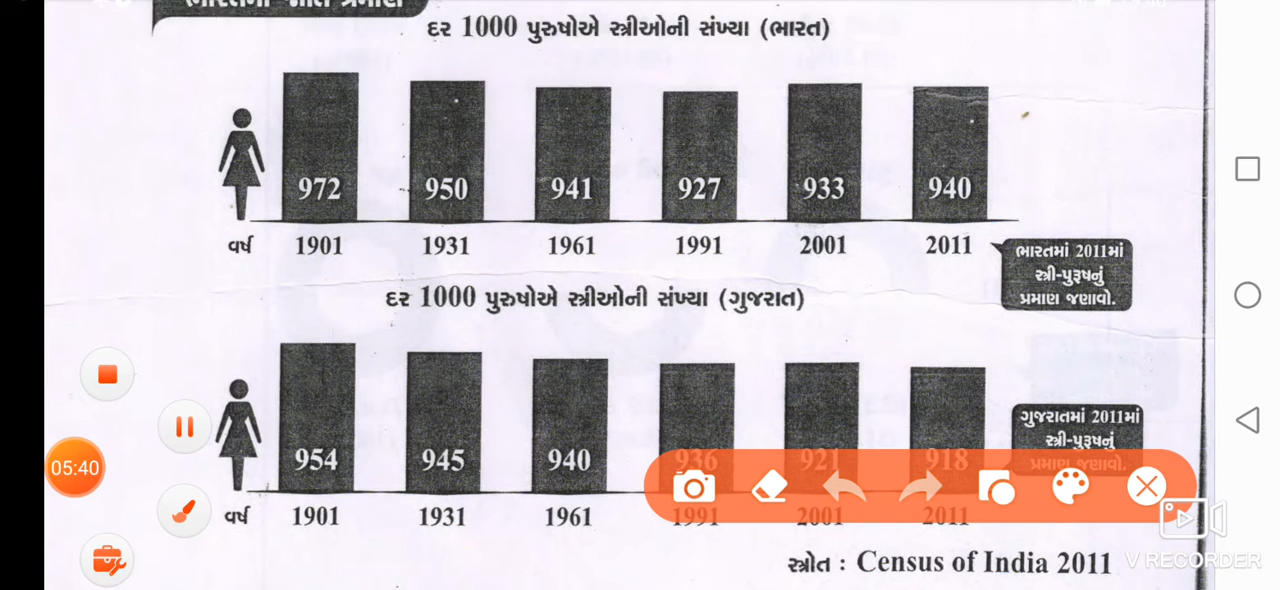 દર 1000 પુરુષોએ સ્ત્રીઓની સંખ્યા (ભારત)
972 950 941 927 933 940
વર્ષ 1901 1931 1961 1991 2001 2011
ભારતમાં 2011માં
સ્ત્રી-પુરુષનું
પ્રમાણ જણાવો.
દર 1000 પુરુષોએ સ્ત્રીઓની સંખ્યા (ગુજરાત)
954 945 940 936 921 918
ગુજરાતમાં 2011માં
સ્ત્રી-પુરુષનું
પ્રમાણ જણાવો.
વર્ષ 1901 1931 1961 1991 2001 2011
સ્ત્રોત : Census of India 2011
05:40
V RECORDER